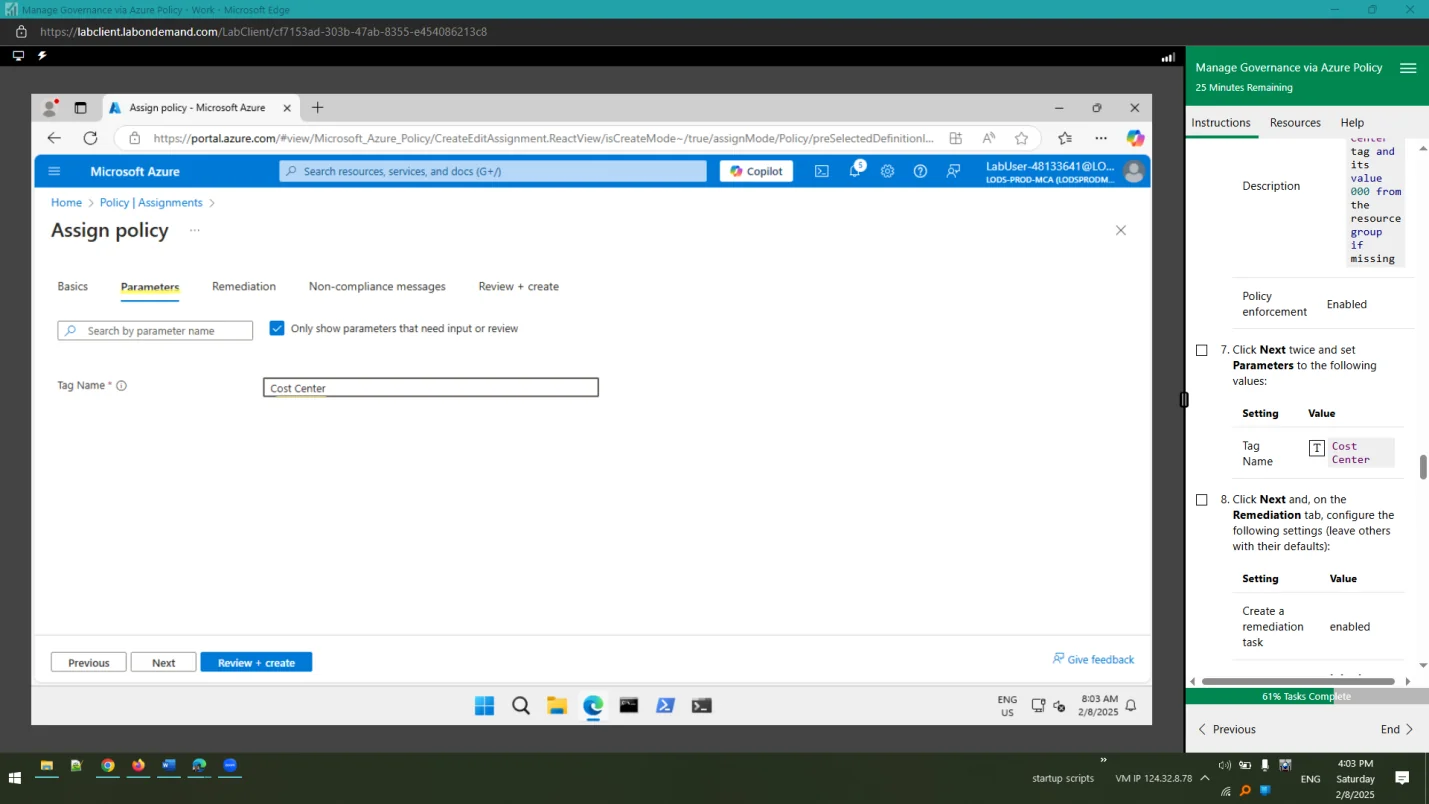 Manage Governance via Azure Policy - Work - Microsoft Edge
https://labclient.labondemand.com/LabClient/cf7153ad-303b-47ab-8355-e454086213c8
Assign policy - Microsoft Azure
https://portal.azure.com/#view/Microsoft_Azure_Policy/CreateEditAssignment.ReactView/isCreateMode~/true/assignMode/Policy/preSelectedDefinitionI...
Microsoft Azure
Search resources, services, and docs (G+/)
Copilot
5
LabUser-48133641@LO...
LODS-PROD-MCA (LODSPRODM...
Home > Policy | Assignments >
Assign policy ...
Basics
Parameters
Remediation
Non-compliance messages
Review + create
Search by parameter name
Only show parameters that need input or review
Tag Name *
Cost Center
Previous
Next
Review + create
Give feedback
ENG
US
8:03 AM
2/8/2025
Manage Governance via Azure Policy
25 Minutes Remaining
Instructions
Resources
Help
Description
Center
tag and
its
value
000 from
the
resource
group
if
missing
Policy
enforcement
Enabled
7. Click Next twice and set
Parameters to the following
values:
Setting
Value
Tag
Name
T
Cost
Center
8. Click Next and, on the
Remediation tab, configure the
following settings (leave others
with their defaults):
Setting
Value
Create a
remediation
task
enabled
61% Tasks Complete
Previous
End
startup scripts
VM IP 124.32.8.78
ENG
4:03 PM
Saturday
2/8/2025